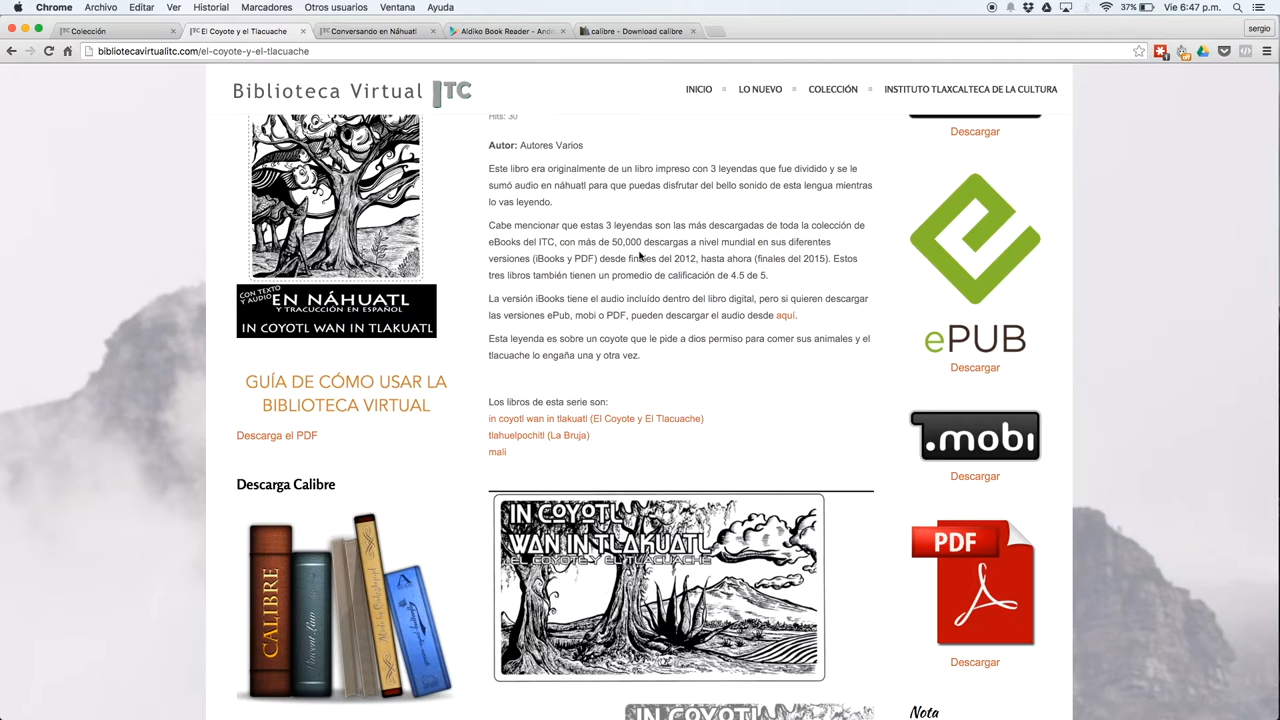 Chrome Archivo Editar Ver Historial Marcadores Otros usuarios Ventana Ayuda 37% Vie 6:47 p.m.
Colección El Coyote y el Tlacuache Conversando en Náhuatl Aldiko Book Reader - Andr calibre - Download calibre sergio
bibliotecavirtualitc.com/el-coyote-y-el-tlacuache
Biblioteca Virtual ITC INICIO LO NUEVO COLECCIÓN INSTITUTO TLAXCALTECA DE LA CULTURA
CON TEXTO Y AUDIO EN NÁHUATL
Y TRACUCCIÓN EN ESPAÑOL
IN COYOTL WAN IN TLAKUATL
GUÍA DE CÓMO USAR LA
BIBLIOTECA VIRTUAL
Descarga el PDF
Descarga Calibre
CALIBRE
Hits: 30
Autor: Autores Varios
Este libro era originalmente de un libro impreso con 3 leyendas que fue dividido y se le
sumó audio en náhuatl para que puedas disfrutar del bello sonido de esta lengua mientras
lo vas leyendo.
Cabe mencionar que estas 3 leyendas son las más descargadas de toda la colección de
eBooks del ITC, con más de 50,000 descargas a nivel mundial en sus diferentes
versiones (iBooks y PDF) desde finales del 2012, hasta ahora (finales del 2015). Estos
tres libros también tienen un promedio de calificación de 4.5 de 5.
La versión iBooks tiene el audio incluído dentro del libro digital, pero si quieren descargar
las versiones ePub, mobi o PDF, pueden descargar el audio desde aquí.
Esta leyenda es sobre un coyote que le pide a dios permiso para comer sus animales y el
tlacuache lo engaña una y otra vez.
Los libros de esta serie son:
in coyotl wan in tlakuatl (El Coyote y El Tlacuache)
tlahuelpochitl (La Bruja)
mali
IN COYOTL
WAN IN TLAKUATL
EL COYOTE Y EL TLACUACHE
IN COYOTL
Descargar
ePUB
Descargar
.mobi
Descargar
PDF
Descargar
Nota